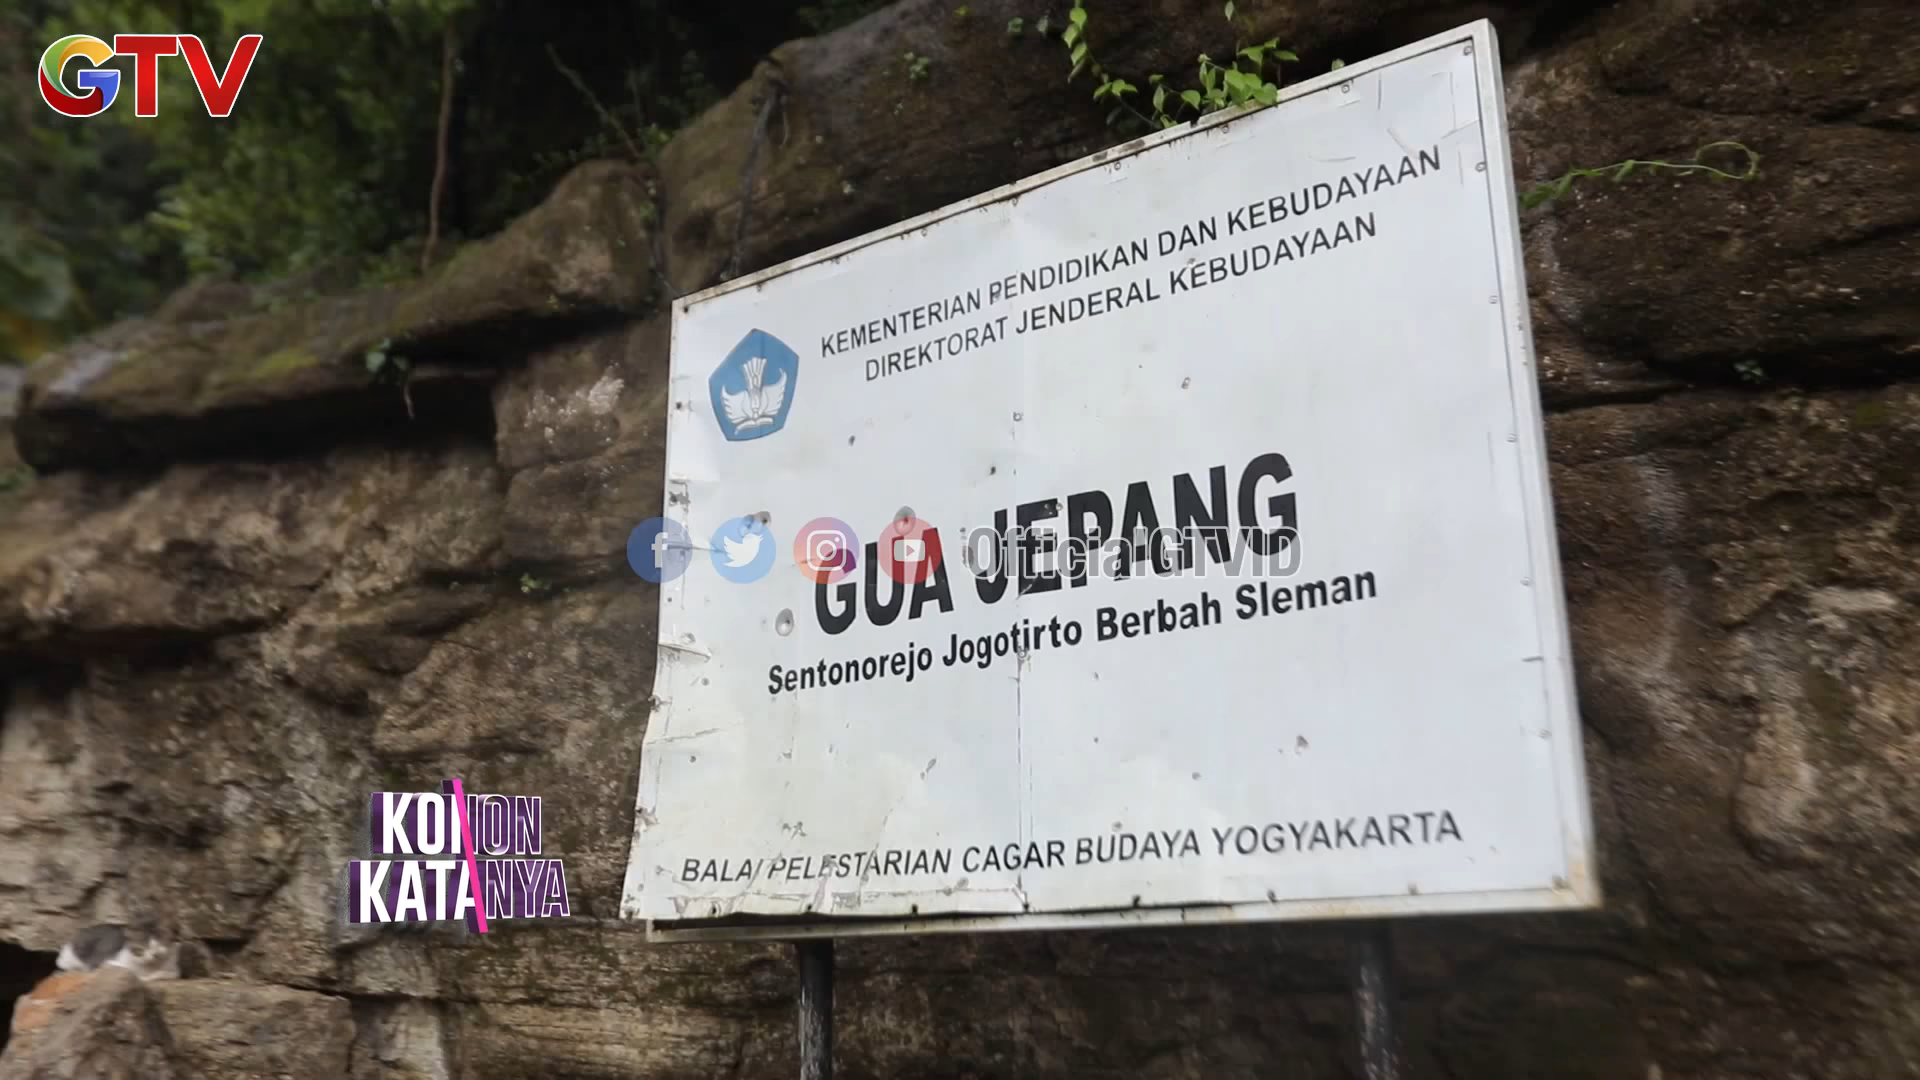 GTV
KEMENTERIAN PENDIDIKAN DAN KEBUDAYAAN
DIREKTORAT JENDERAL KEBUDAYAAN
GUA JEPANG
OfficialGTVID
Sentonorejo Jogotirto Berbah Sleman
KONON
KATANYA
BALAI PELESTARIAN CAGAR BUDAYA YOGYAKARTA